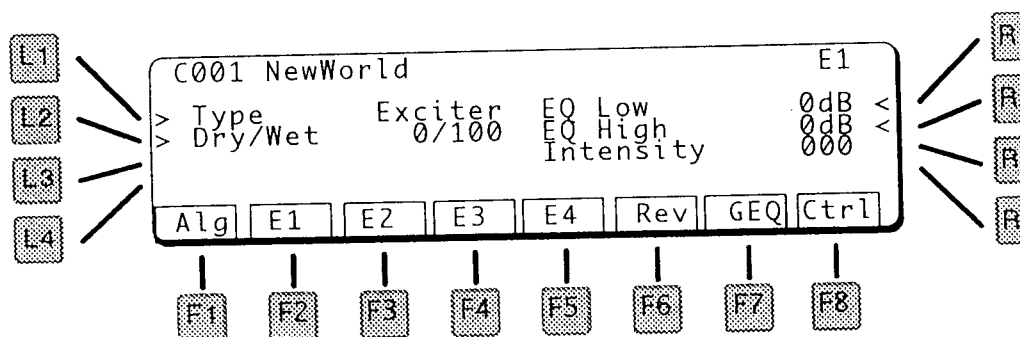 C001 NewWorld E1
> Type Exciter EQ Low 0dB <
> Dry/Wet 0/100 EQ High 0dB <
Intensity 000
Alg E1 E2 E3 E4 Rev GEQ Ctrl
L1
L2
L3
L4
R
R
R
R
F1 F2 F3 F4 F5 F6 F7 F8